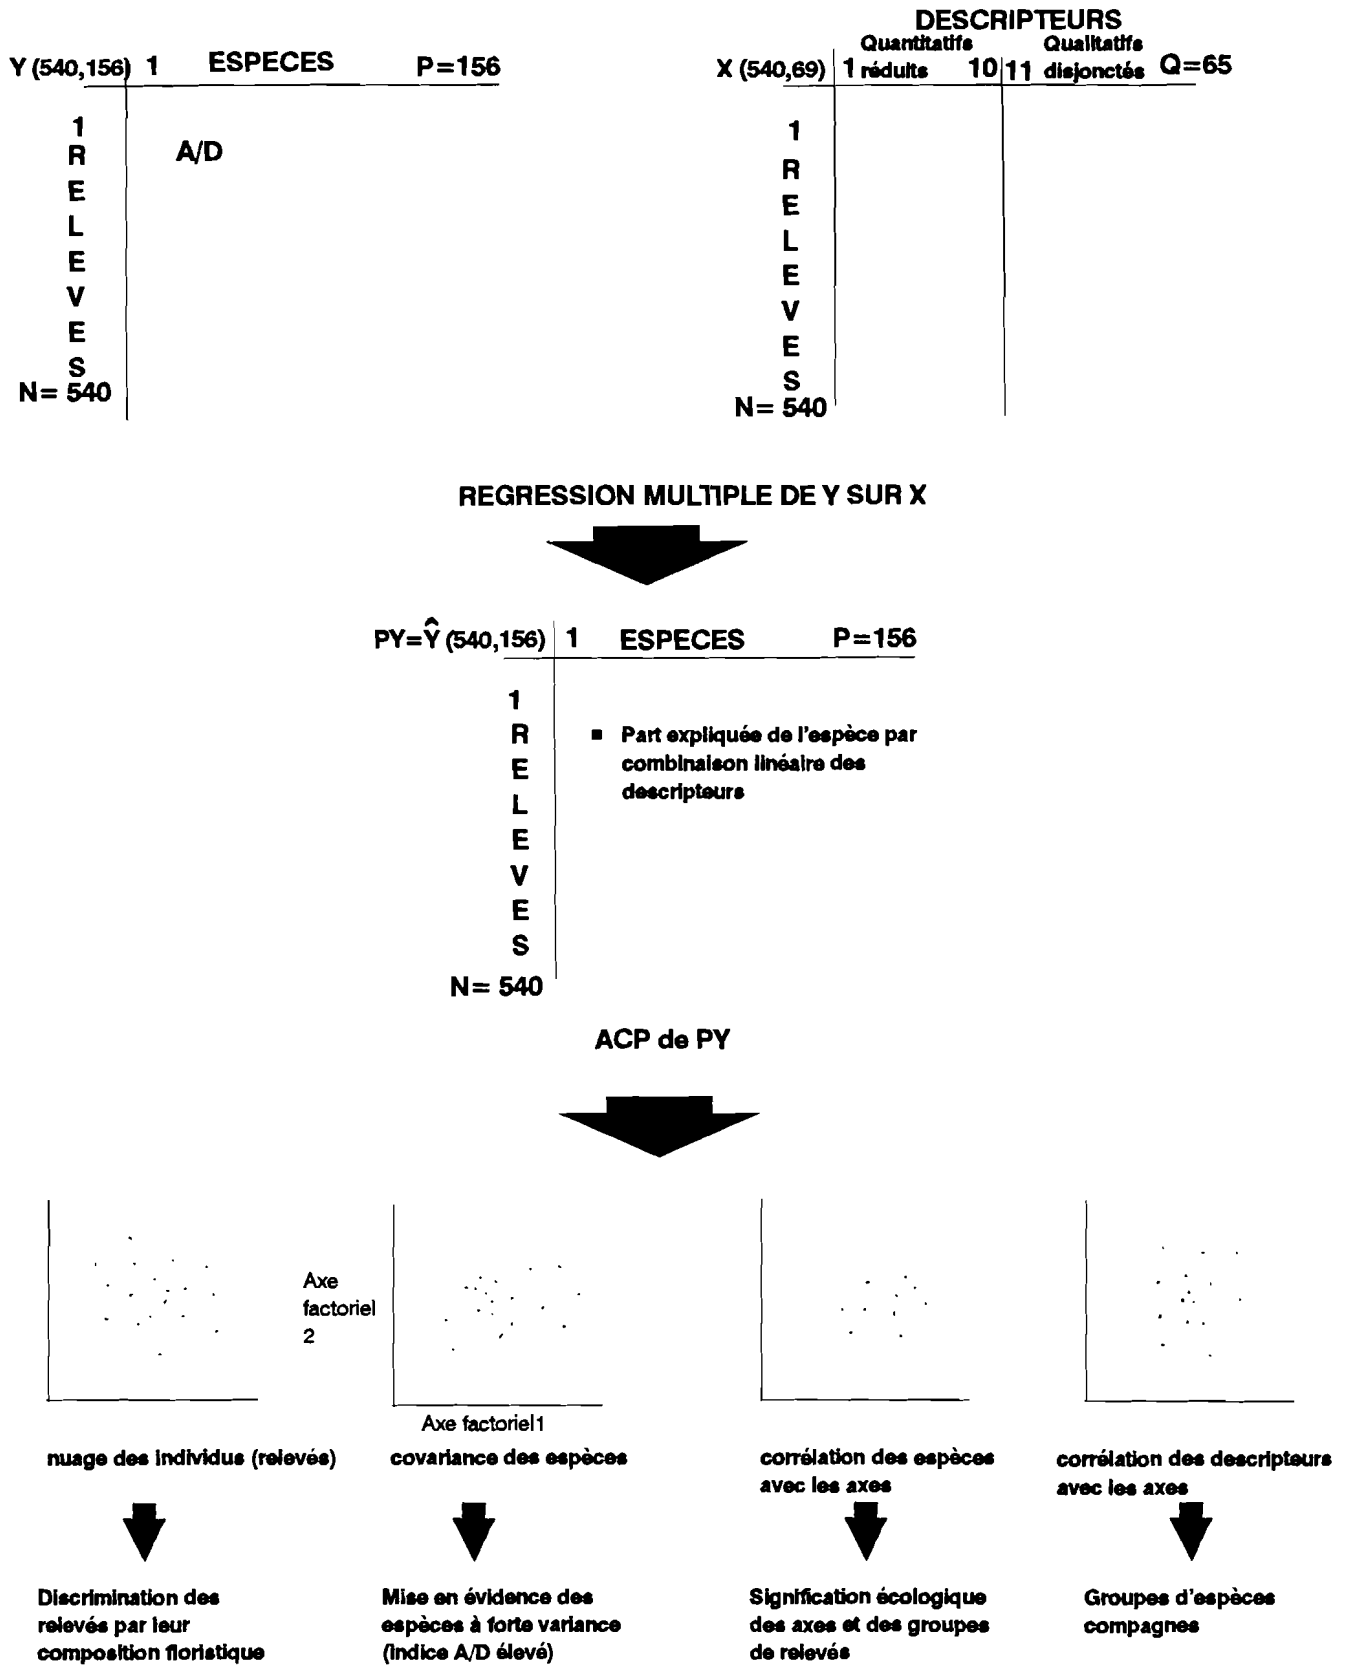 Y (540,156) 1 ESPECES P=156
1
R
E
L
E
V
E
S
N= 540
A/D
DESCRIPTEURS
Quantitatifs Qualitatifs
X (540,69) 1 réduits 10 11 disjonctés Q=65
1
R
E
L
E
V
E
S
N= 540
REGRESSION MULTIPLE DE Y SUR X
PY=Ŷ (540,156) 1 ESPECES P=156
1
R
E
L
E
V
E
S
N= 540
▪ Part expliquée de l'espèce par
combinaison linéaire des
descripteurs
ACP de PY
Axe
factoriel
2
Axe factoriel 1
nuage des individus (relevés)
covariance des espèces
corrélation des espèces
avec les axes
corrélation des descripteurs
avec les axes
Discrimination des
relevés par leur
composition floristique
Mise en évidence des
espèces à forte variance
(indice A/D élevé)
Signification écologique
des axes et des groupes
de relevés
Groupes d'espèces
compagnes